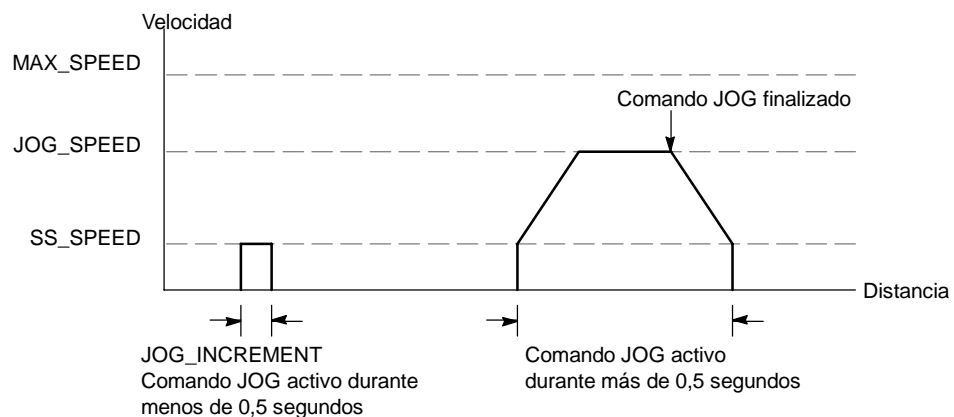 Velocidad
MAX_SPEED
Comando JOG finalizado
JOG_SPEED
SS_SPEED
Distancia
JOG_INCREMENT
Comando JOG activo durante
menos de 0,5 segundos
Comando JOG activo
durante más de 0,5 segundos